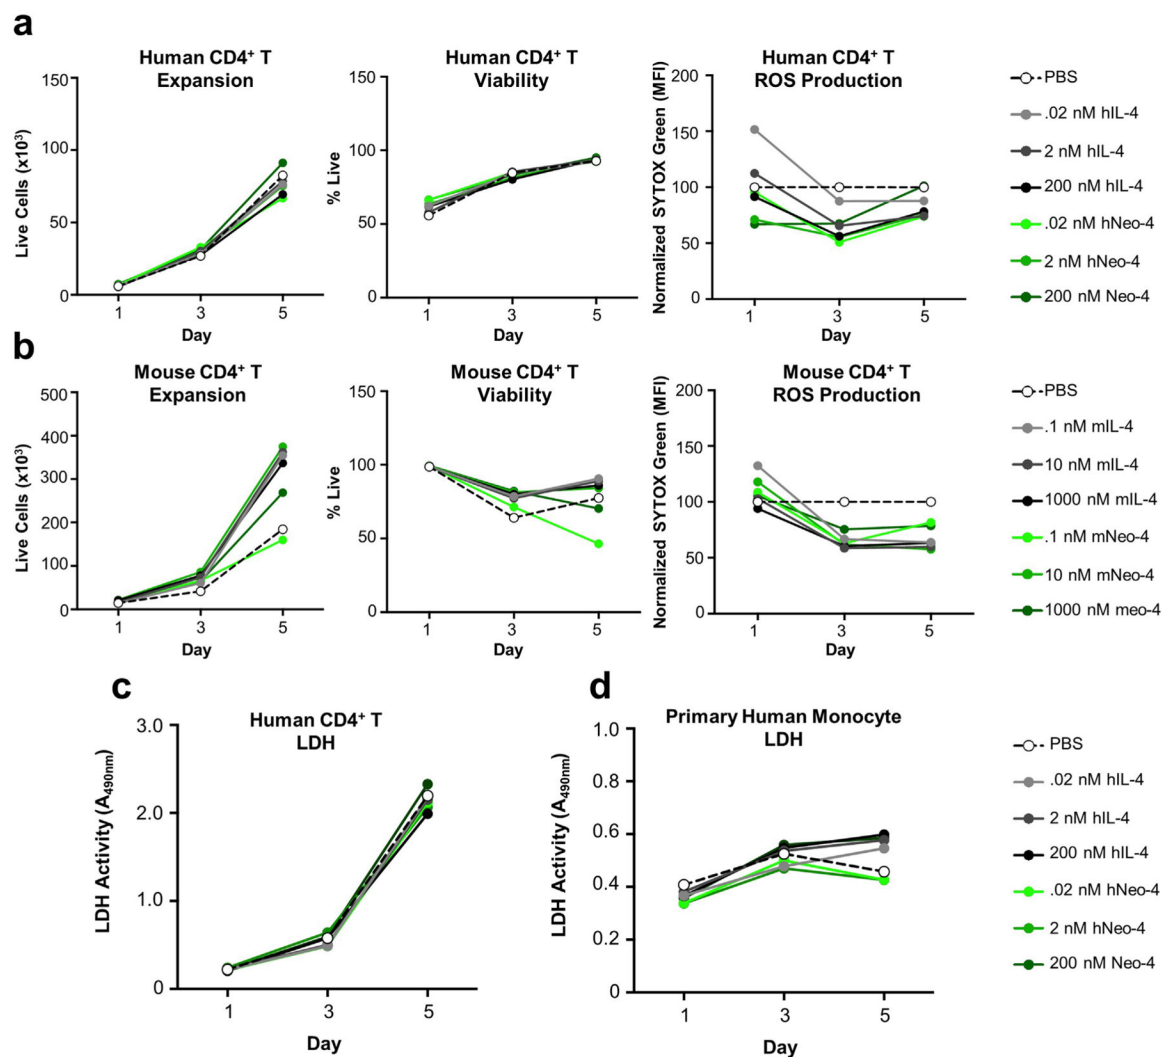 a
Human CD4⁺ T
Expansion
Live Cells (x10³)
150
100
50
0
1 3 5
Day
Human CD4⁺ T
Viability
% Live
150
100
50
0
1 3 5
Day
Human CD4⁺ T
ROS Production
Normalized SYTOX Green (MFI)
200
150
100
50
0
1 3 5
Day
PBS
.02 nM hIL-4
2 nM hIL-4
200 nM hIL-4
.02 nM hNeo-4
2 nM hNeo-4
200 nM Neo-4
b
Mouse CD4⁺ T
Expansion
Live Cells (x10³)
500
400
300
200
100
0
1 3 5
Day
Mouse CD4⁺ T
Viability
% Live
150
100
50
0
1 3 5
Day
Mouse CD4⁺ T
ROS Production
Normalized SYTOX Green (MFI)
200
150
100
50
0
1 3 5
Day
PBS
.1 nM mIL-4
10 nM mIL-4
1000 nM mIL-4
.1 nM mNeo-4
10 nM mNeo-4
1000 nM meo-4
c
Human CD4⁺ T
LDH
LDH Activity (A₄₉₀ₙₘ)
3.0
2.0
1.0
0
1 3 5
Day
d
Primary Human Monocyte
LDH
LDH Activity (A₄₉₀ₙₘ)
1.0
0.8
0.6
0.4
0.2
0
1 3 5
Day
PBS
.02 nM hIL-4
2 nM hIL-4
200 nM hIL-4
.02 nM hNeo-4
2 nM hNeo-4
200 nM Neo-4